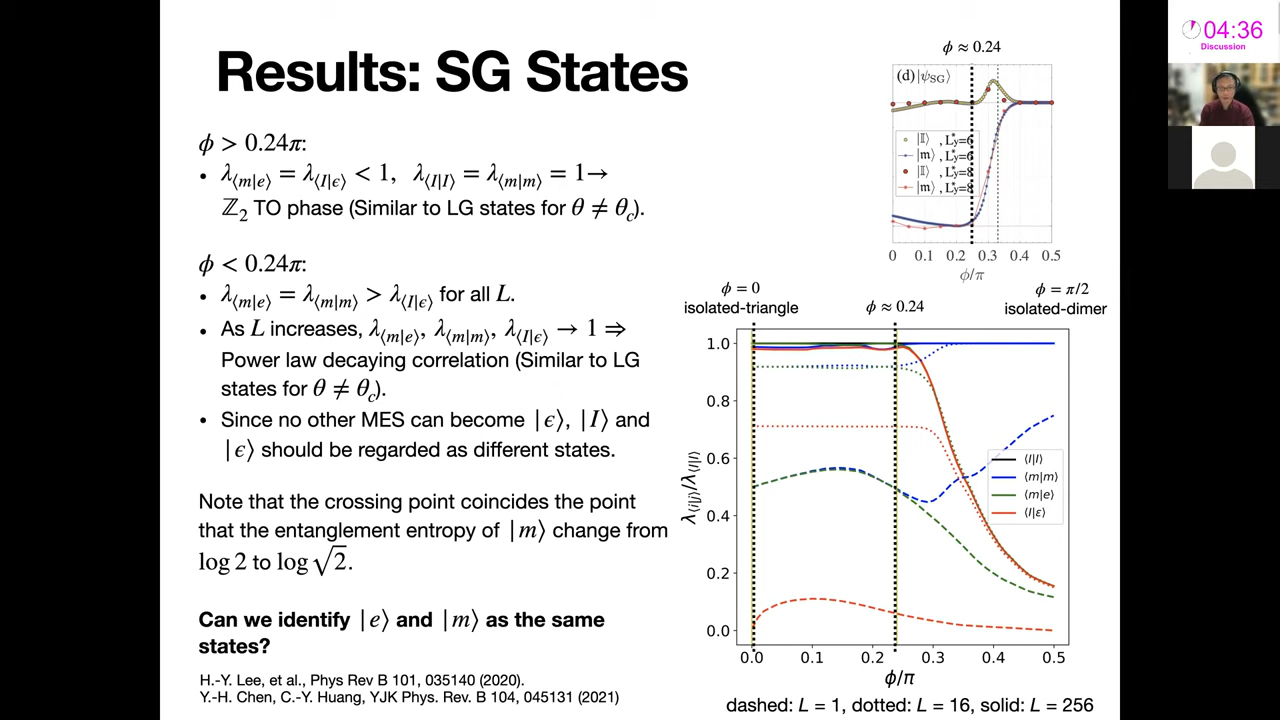 04:36
Discussion
Results: SG States
ϕ > 0.24π:
• λ⟨m|e⟩ = λ⟨I|ϵ⟩ < 1, λ⟨I|I⟩ = λ⟨m|m⟩ = 1→
ℤ₂ TO phase (Similar to LG states for θ ≠ θ_c).
ϕ < 0.24π:
• λ⟨m|e⟩ = λ⟨m|m⟩ > λ⟨I|ϵ⟩ for all L.
• As L increases, λ⟨m|e⟩, λ⟨m|m⟩, λ⟨I|ϵ⟩ → 1 ⇒
Power law decaying correlation (Similar to LG
states for θ ≠ θ_c).
• Since no other MES can become |ϵ⟩, |I⟩ and
|ϵ⟩ should be regarded as different states.
Note that the crossing point coincides the point
that the entanglement entropy of |m⟩ change from
log 2 to log √2.
Can we identify |e⟩ and |m⟩ as the same
states?
H.-Y. Lee, et al., Phys Rev B 101, 035140 (2020).
Y.-H. Chen, C.-Y. Huang, YJK Phys. Rev. B 104, 045131 (2021)
ϕ ≈ 0.24
(d)|ψ_SG⟩
|𝕀⟩ , L*y=6
|m⟩ , L*y=6
|𝕀⟩ , L*y=8
|m⟩ , L*y=8
0 0.1 0.2 0.3 0.4 0.5
ϕ/π
ϕ = 0
isolated-triangle
ϕ ≈ 0.24
ϕ = π/2
isolated-dimer
1.0
0.8
0.6
0.4
0.2
0.0
λ⟨i|j⟩/λ⟨I|I⟩
⟨I|I⟩
⟨m|m⟩
⟨m|e⟩
⟨I|ε⟩
0.0 0.1 0.2 0.3 0.4 0.5
ϕ/π
dashed: L = 1, dotted: L = 16, solid: L = 256